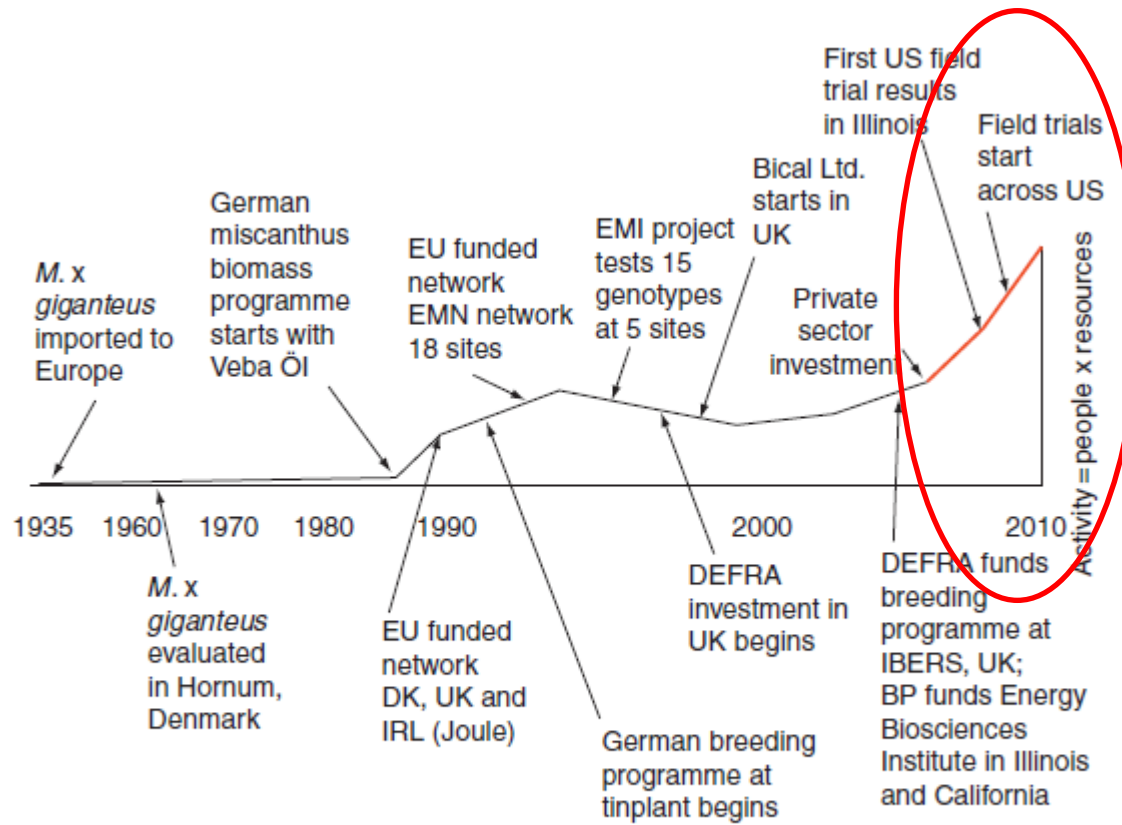 First US field
trial results
in Illinois
Field trials
start
across US
Bical Ltd.
starts in
UK
German
miscanthus
biomass
programme
starts with
Veba Öl
EMI project
tests 15
genotypes
at 5 sites
EU funded
network
EMN network
18 sites
M. x
giganteus
imported to
Europe
Private
sector
investment
Activity = people x resources
1935 1960 1970 1980 1990 2000 2010
M. x
giganteus
evaluated
in Hornum,
Denmark
EU funded
network
DK, UK and
IRL (Joule)
German breeding
programme at
tinplant begins
DEFRA
investment in
UK begins
DEFRA funds
breeding
programme at
IBERS, UK;
BP funds Energy
Biosciences
Institute in Illinois
and California